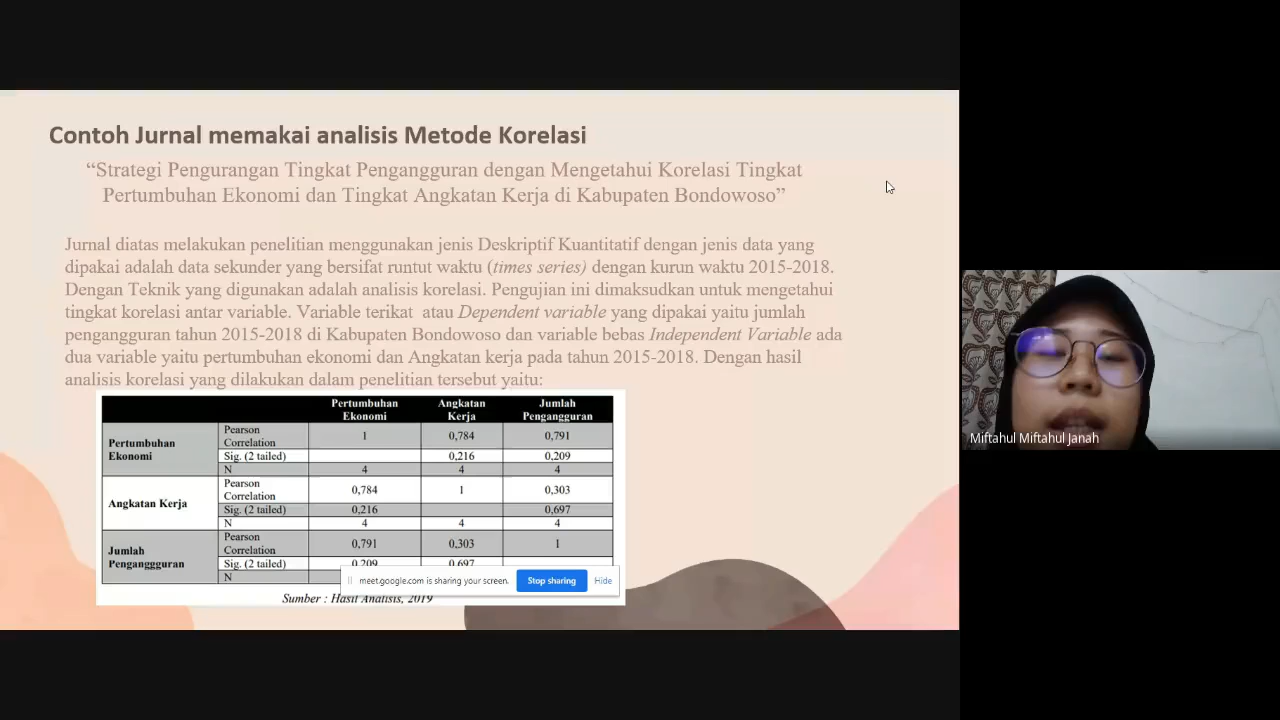 Contoh Jurnal memakai analisis Metode Korelasi
“Strategi Pengurangan Tingkat Pengangguran dengan Mengetahui Korelasi Tingkat
Pertumbuhan Ekonomi dan Tingkat Angkatan Kerja di Kabupaten Bondowoso”
Jurnal diatas melakukan penelitian menggunakan jenis Deskriptif Kuantitatif dengan jenis data yang
dipakai adalah data sekunder yang bersifat runtut waktu (times series) dengan kurun waktu 2015-2018.
Dengan Teknik yang digunakan adalah analisis korelasi. Pengujian ini dimaksudkan untuk mengetahui
tingkat korelasi antar variable. Variable terikat atau Dependent variable yang dipakai yaitu jumlah
pengangguran tahun 2015-2018 di Kabupaten Bondowoso dan variable bebas Independent Variable ada
dua variable yaitu pertumbuhan ekonomi dan Angkatan kerja pada tahun 2015-2018. Dengan hasil
analisis korelasi yang dilakukan dalam penelitian tersebut yaitu:
Pertumbuhan Ekonomi Angkatan Kerja Jumlah Pengangguran
Pertumbuhan Ekonomi Pearson Correlation 1 0,784 0,791
Sig. (2 tailed) 0,216 0,209
N 4 4 4
Angkatan Kerja Pearson Correlation 0,784 1 0,303
Sig. (2 tailed) 0,216 0,697
N 4 4 4
Jumlah Penganggguran Pearson Correlation 0,791 0,303 1
Sig. (2 tailed) 0,209 0,697
N
meet.google.com is sharing your screen. Stop sharing Hide
Sumber : Hasil Analisis, 2019
Miftahul Miftahul Janah